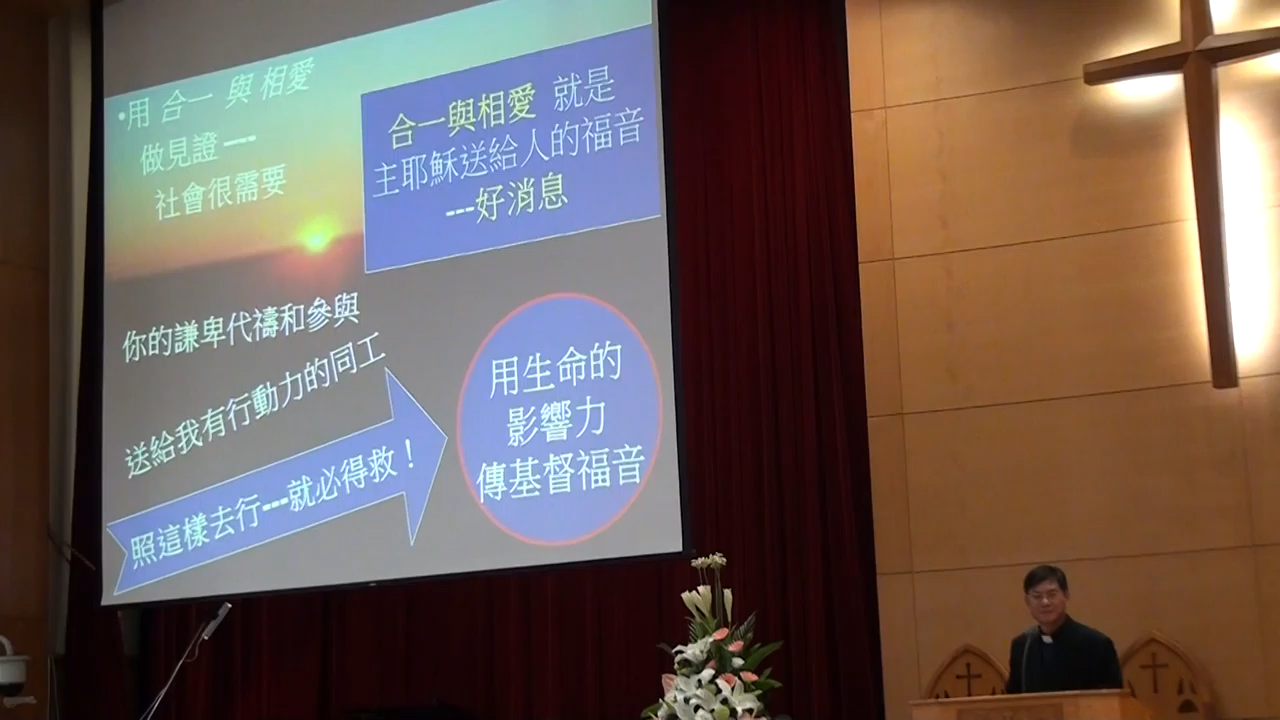 •用 合一 與 相愛
做見證 ---
社會很需要
合一與相愛 就是
主耶穌送給人的福音
---好消息
你的謙卑代禱和參與
送給我有行動力的同工
照這樣去行---就必得救！
用生命的
影響力
傳基督福音